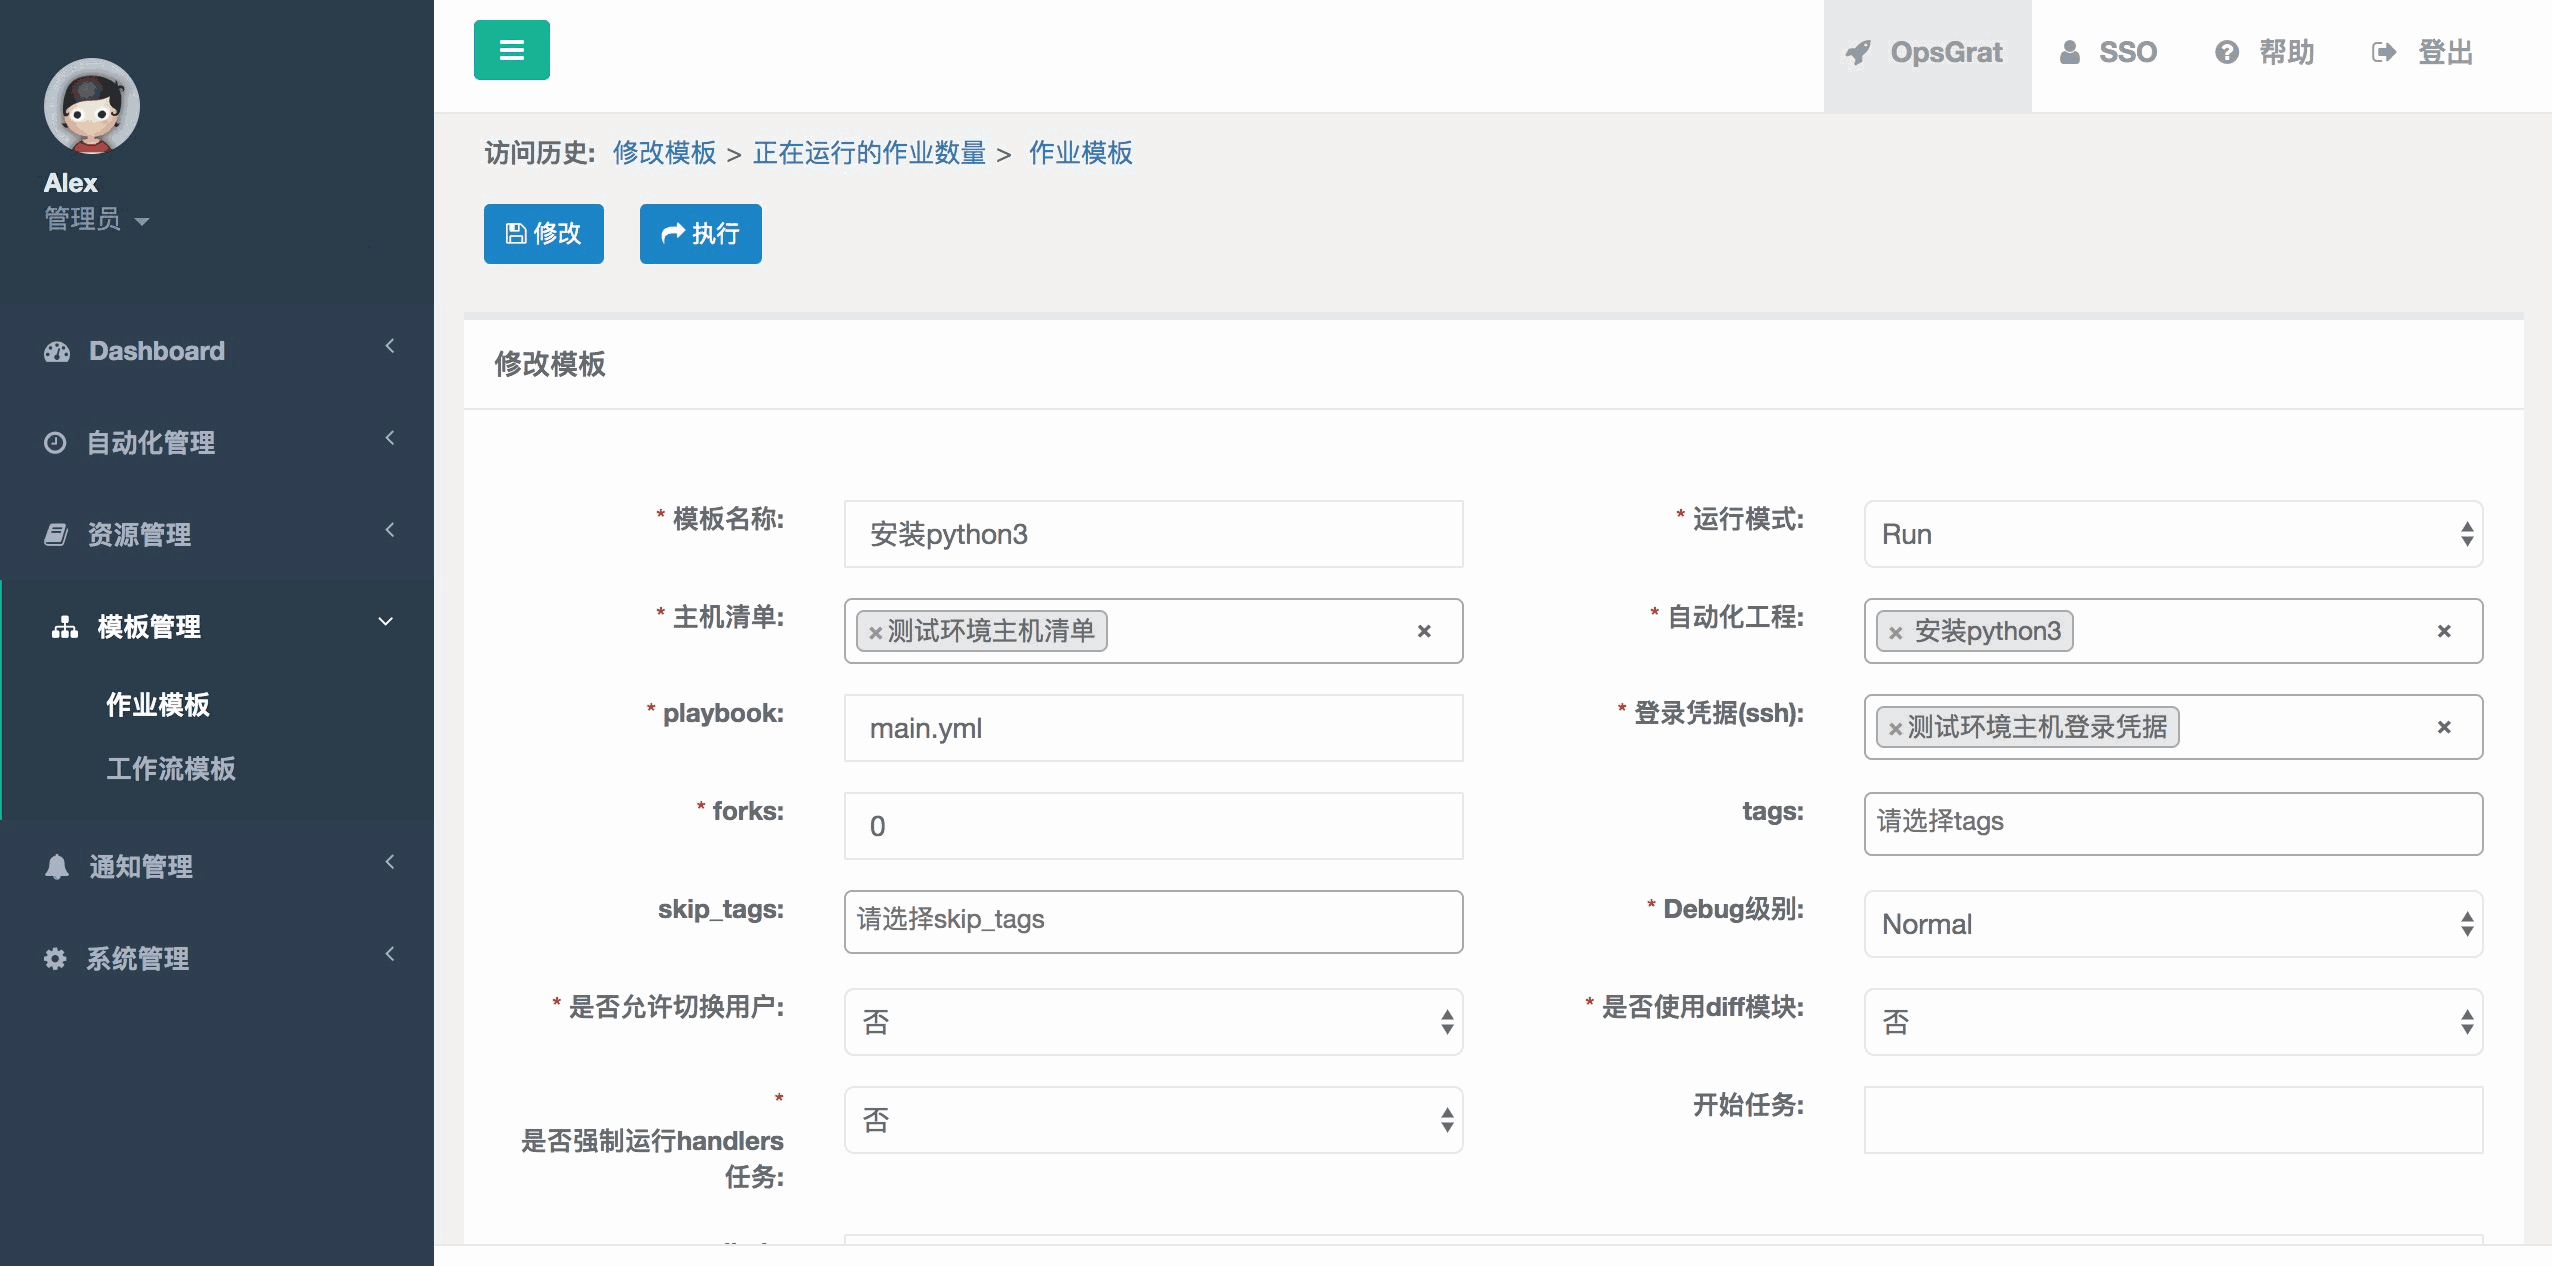 Alex
管理员
Dashboard
自动化管理
资源管理
模板管理
作业模板
工作流模板
通知管理
系统管理
OpsGrat
SSO
帮助
登出
访问历史: 修改模板 > 正在运行的作业数量 > 作业模板
修改
执行
修改模板
* 模板名称: 安装python3
* 运行模式: Run
* 主机清单: ×测试环境主机清单 ×
* 自动化工程: × 安装python3 ×
* playbook: main.yml
* 登录凭据(ssh): ×测试环境主机登录凭据 ×
* forks: 0
tags: 请选择tags
skip_tags: 请选择skip_tags
* Debug级别: Normal
* 是否允许切换用户: 否
* 是否使用diff模块: 否
*
是否强制运行handlers
任务:
否
开始任务: